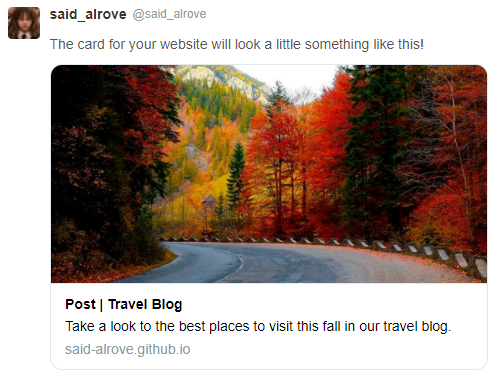 said_alrove @said_alrove
The card for your website will look a little something like this!
Post | Travel Blog
Take a look to the best places to visit this fall in our travel blog.
said-alrove.github.io